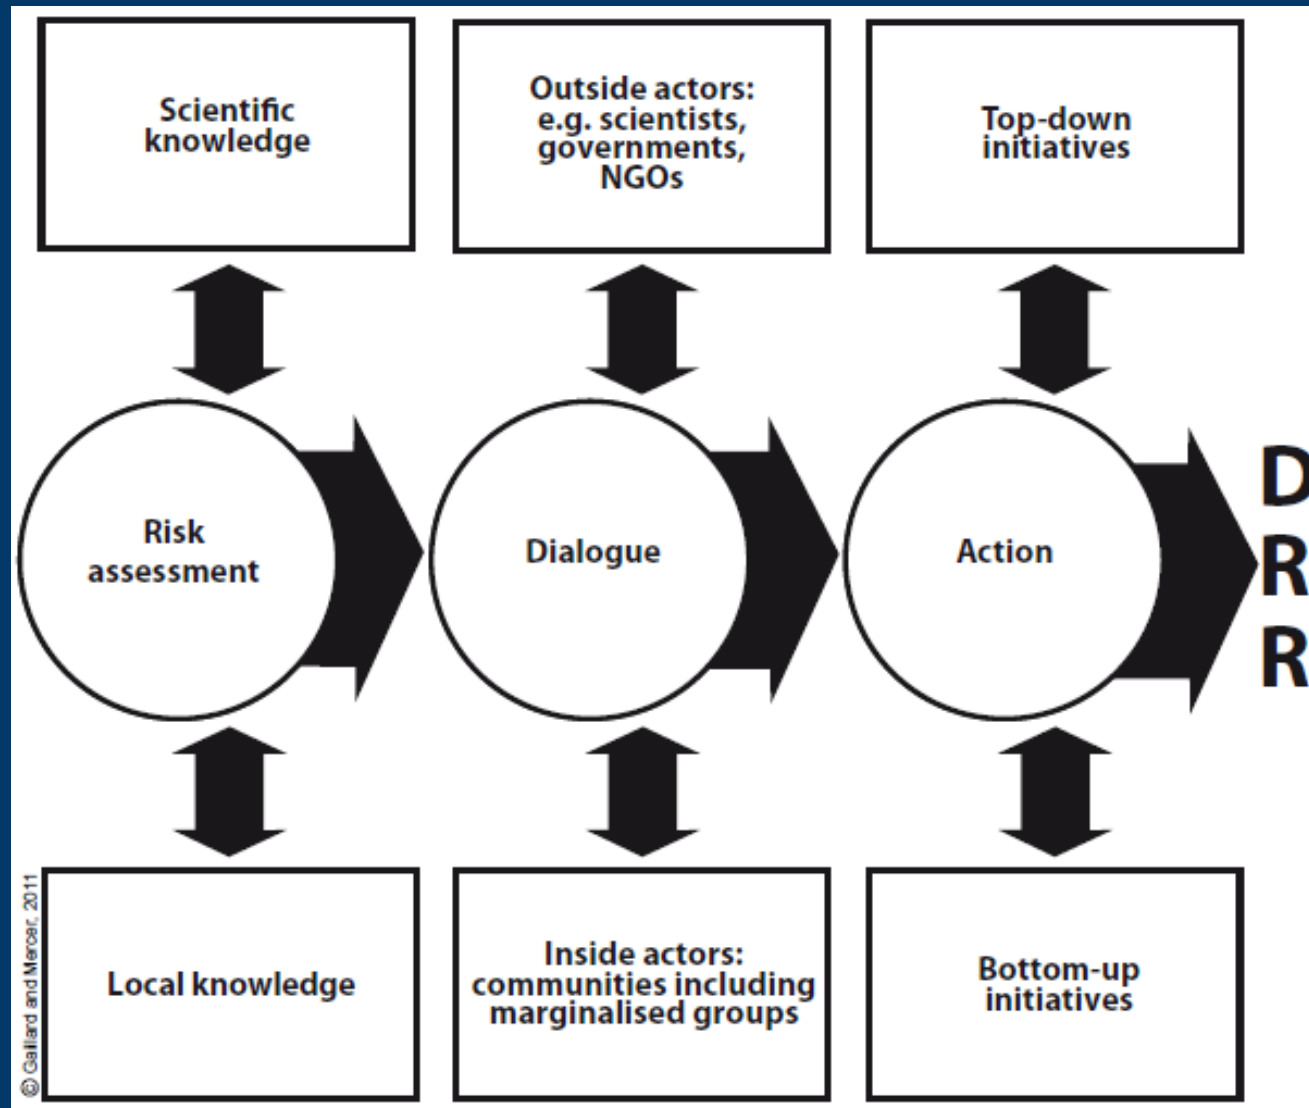 Scientific
knowledge
Outside actors:
e.g. scientists,
governments,
NGOs
Top-down
initiatives
Risk
assessment
Dialogue
Action
D
R
R
Local knowledge
Inside actors:
communities including
marginalised groups
Bottom-up
initiatives
© Gaillard and Mercer, 2011